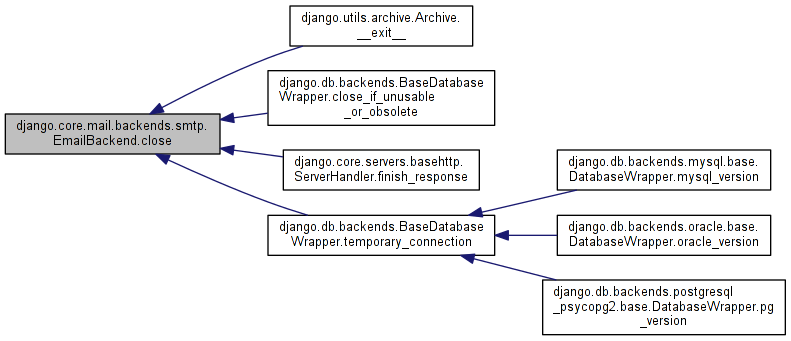 django.utils.archive.Archive.
__exit__
django.db.backends.BaseDatabase
Wrapper.close_if_unusable
_or_obsolete
django.core.mail.backends.smtp.
EmailBackend.close
django.core.servers.basehttp.
ServerHandler.finish_response
django.db.backends.mysql.base.
DatabaseWrapper.mysql_version
django.db.backends.BaseDatabase
Wrapper.temporary_connection
django.db.backends.oracle.base.
DatabaseWrapper.oracle_version
django.db.backends.postgresql
_psycopg2.base.DatabaseWrapper.pg
_version